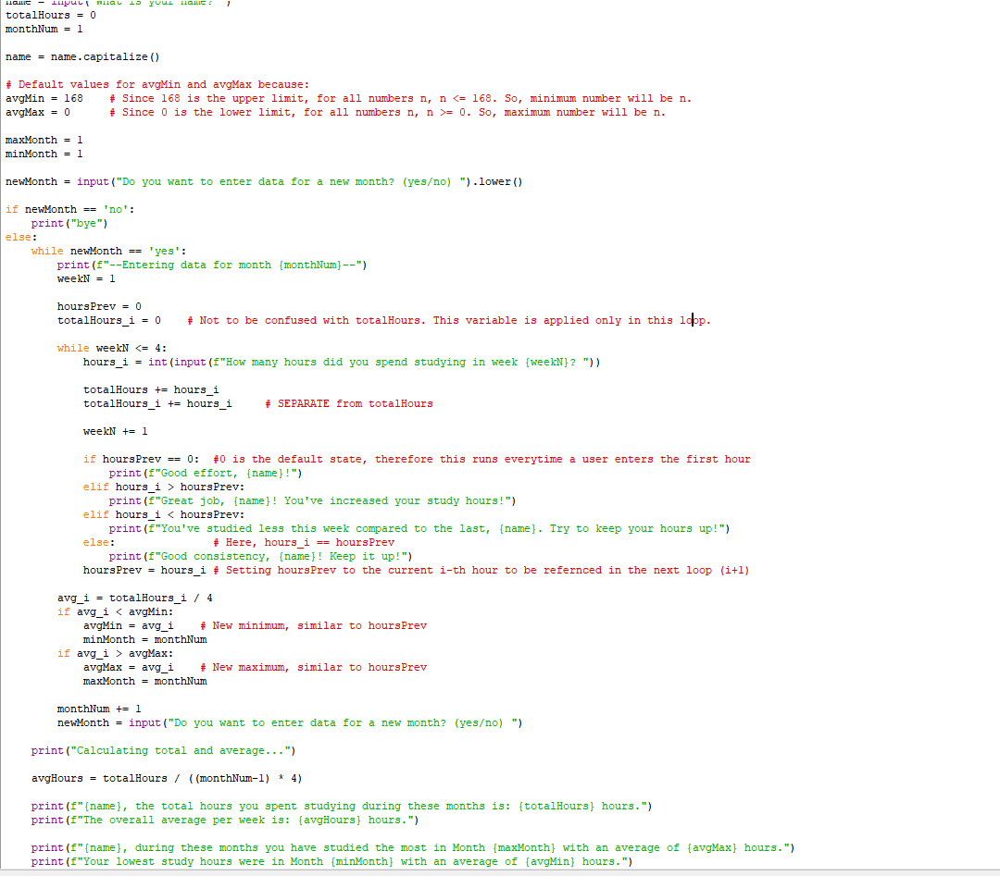 name = input("What is your name? ")
totalHours = 0
monthNum = 1
name = name.capitalize()
# Default values for avgMin and avgMax because:
avgMin = 168    # Since 168 is the upper limit, for all numbers n, n <= 168. So, minimum number will be n.
avgMax = 0      # Since 0 is the lower limit, for all numbers n, n >= 0. So, maximum number will be n.
maxMonth = 1
minMonth = 1
newMonth = input("Do you want to enter data for a new month? (yes/no) ").lower()
if newMonth == 'no':
    print("bye")
else:
    while newMonth == 'yes':
        print(f"--Entering data for month {monthNum}--")
        weekN = 1
        hoursPrev = 0
        totalHours_i = 0    # Not to be confused with totalHours. This variable is applied only in this loop.
        while weekN <= 4:
            hours_i = int(input(f"How many hours did you spend studying in week {weekN}? "))
            totalHours += hours_i
            totalHours_i += hours_i     # SEPARATE from totalHours
            weekN += 1
            if hoursPrev == 0:  #0 is the default state, therefore this runs everytime a user enters the first hour
                print(f"Good effort, {name}!")
            elif hours_i > hoursPrev:
                print(f"Great job, {name}! You've increased your study hours!")
            elif hours_i < hoursPrev:
                print(f"You've studied less this week compared to the last, {name}. Try to keep your hours up!")
            else:               # Here, hours_i == hoursPrev
                print(f"Good consistency, {name}! Keep it up!")
            hoursPrev = hours_i # Setting hoursPrev to the current i-th hour to be refernced in the next loop (i+1)
        avg_i = totalHours_i / 4
        if avg_i < avgMin:
            avgMin = avg_i    # New minimum, similar to hoursPrev
            minMonth = monthNum
        if avg_i > avgMax:
            avgMax = avg_i    # New maximum, similar to hoursPrev
            maxMonth = monthNum
        monthNum += 1
        newMonth = input("Do you want to enter data for a new month? (yes/no) ")
    print("Calculating total and average...")
    avgHours = totalHours / ((monthNum-1) * 4)
    print(f"{name}, the total hours you spent studying during these months is: {totalHours} hours.")
    print(f"The overall average per week is: {avgHours} hours.")
    print(f"{name}, during these months you have studied the most in Month {maxMonth} with an average of {avgMax} hours.")
    print(f"Your lowest study hours were in Month {minMonth} with an average of {avgMin} hours.")